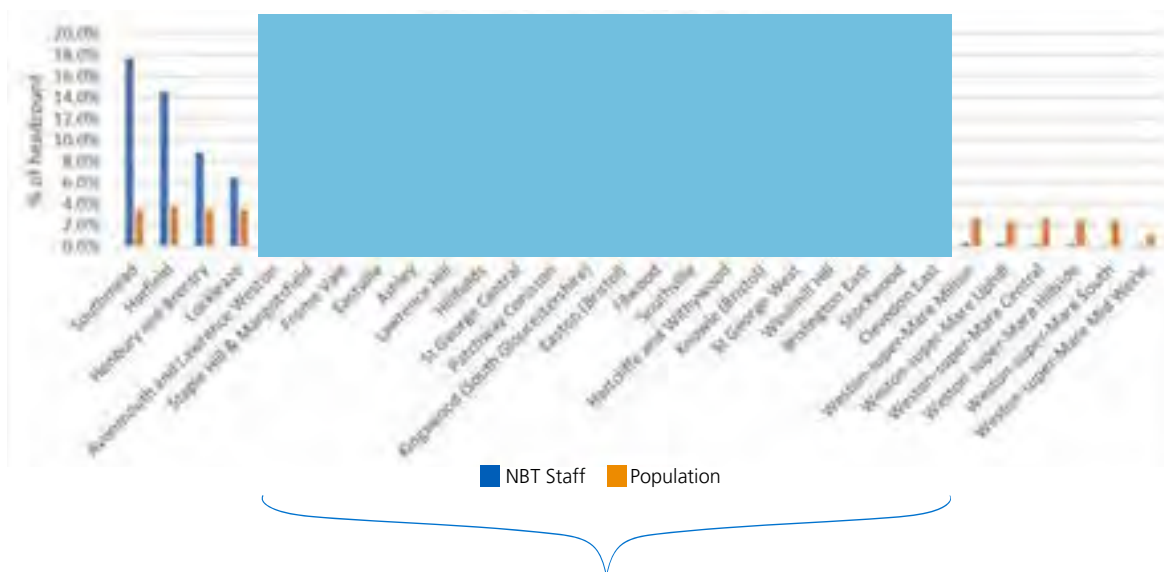 20.0%
18.0%
16.0%
14.0%
12.0%
10.0%
8.0%
6.0%
4.0%
2.0%
0.0%
% of headcount
Southmead
Horfield
Henbury and Brentry
Lockleaze
Avonmouth and Lawrence Weston
Staple Hill & Mangotsfield
Frome Vale
Eastville
Ashley
Lawrence Hill
Hillfields
St George Central
Patchway Coniston
Kingswood (South Gloucestershire)
Easton (Bristol)
Filwood
Southville
Hartcliffe and Withywood
Knowle (Bristol)
St George West
Windmill Hill
Brislington East
Stockwood
Clevedon East
Weston-super-Mare Milton
Weston-super-Mare Uphill
Weston-super-Mare Central
Weston-super-Mare Hillside
Weston-super-Mare South
Weston-super-Mare Mid Worle
NBT Staff
Population